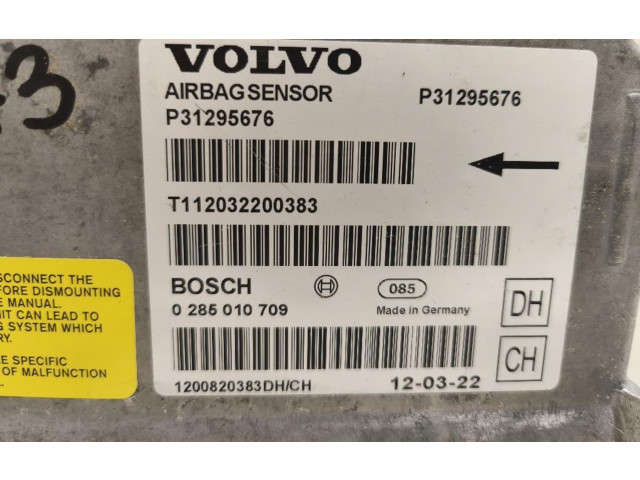 -3
VOLVO
AIRBAG SENSOR P31295676
P31295676
T112032200383
BOSCH 085
0 285 010 709 Made in Germany
DH
CH
1200820383DH/CH 12-03-22
SCONNECT THE
FORE DISMOUNTING
MANUAL.
IT CAN LEAD TO
SYSTEM WHICH
RY.
SPECIFIC
OF MALFUNCTION